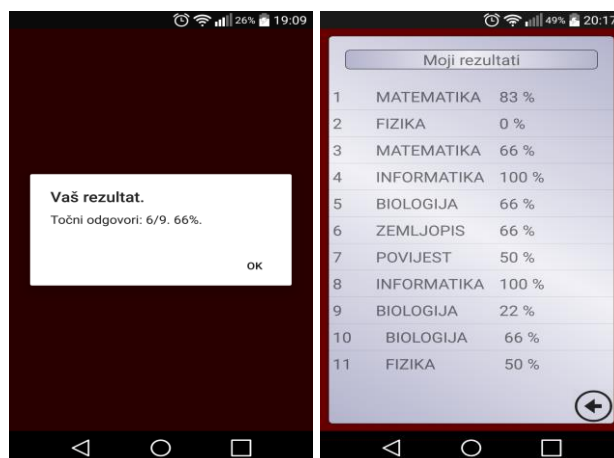 26% 19:09
Vaš rezultat.
Točni odgovori: 6/9. 66%.
OK
49% 20:17
Moji rezultati
1 MATEMATIKA 83 %
2 FIZIKA 0 %
3 MATEMATIKA 66 %
4 INFORMATIKA 100 %
5 BIOLOGIJA 66 %
6 ZEMLJOPIS 66 %
7 POVIJEST 50 %
8 INFORMATIKA 100 %
9 BIOLOGIJA 22 %
10 BIOLOGIJA 66 %
11 FIZIKA 50 %